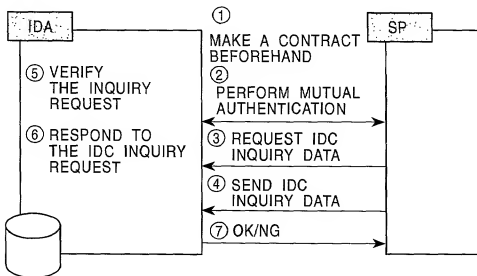 IDA
SP
① MAKE A CONTRACT
BEFOREHAND
② PERFORM MUTUAL
AUTHENTICATION
③ REQUEST IDC
INQUIRY DATA
④ SEND IDC
INQUIRY DATA
⑤ VERIFY
THE INQUIRY
REQUEST
⑥ RESPOND TO
THE IDC INQUIRY
REQUEST
⑦ OK/NG